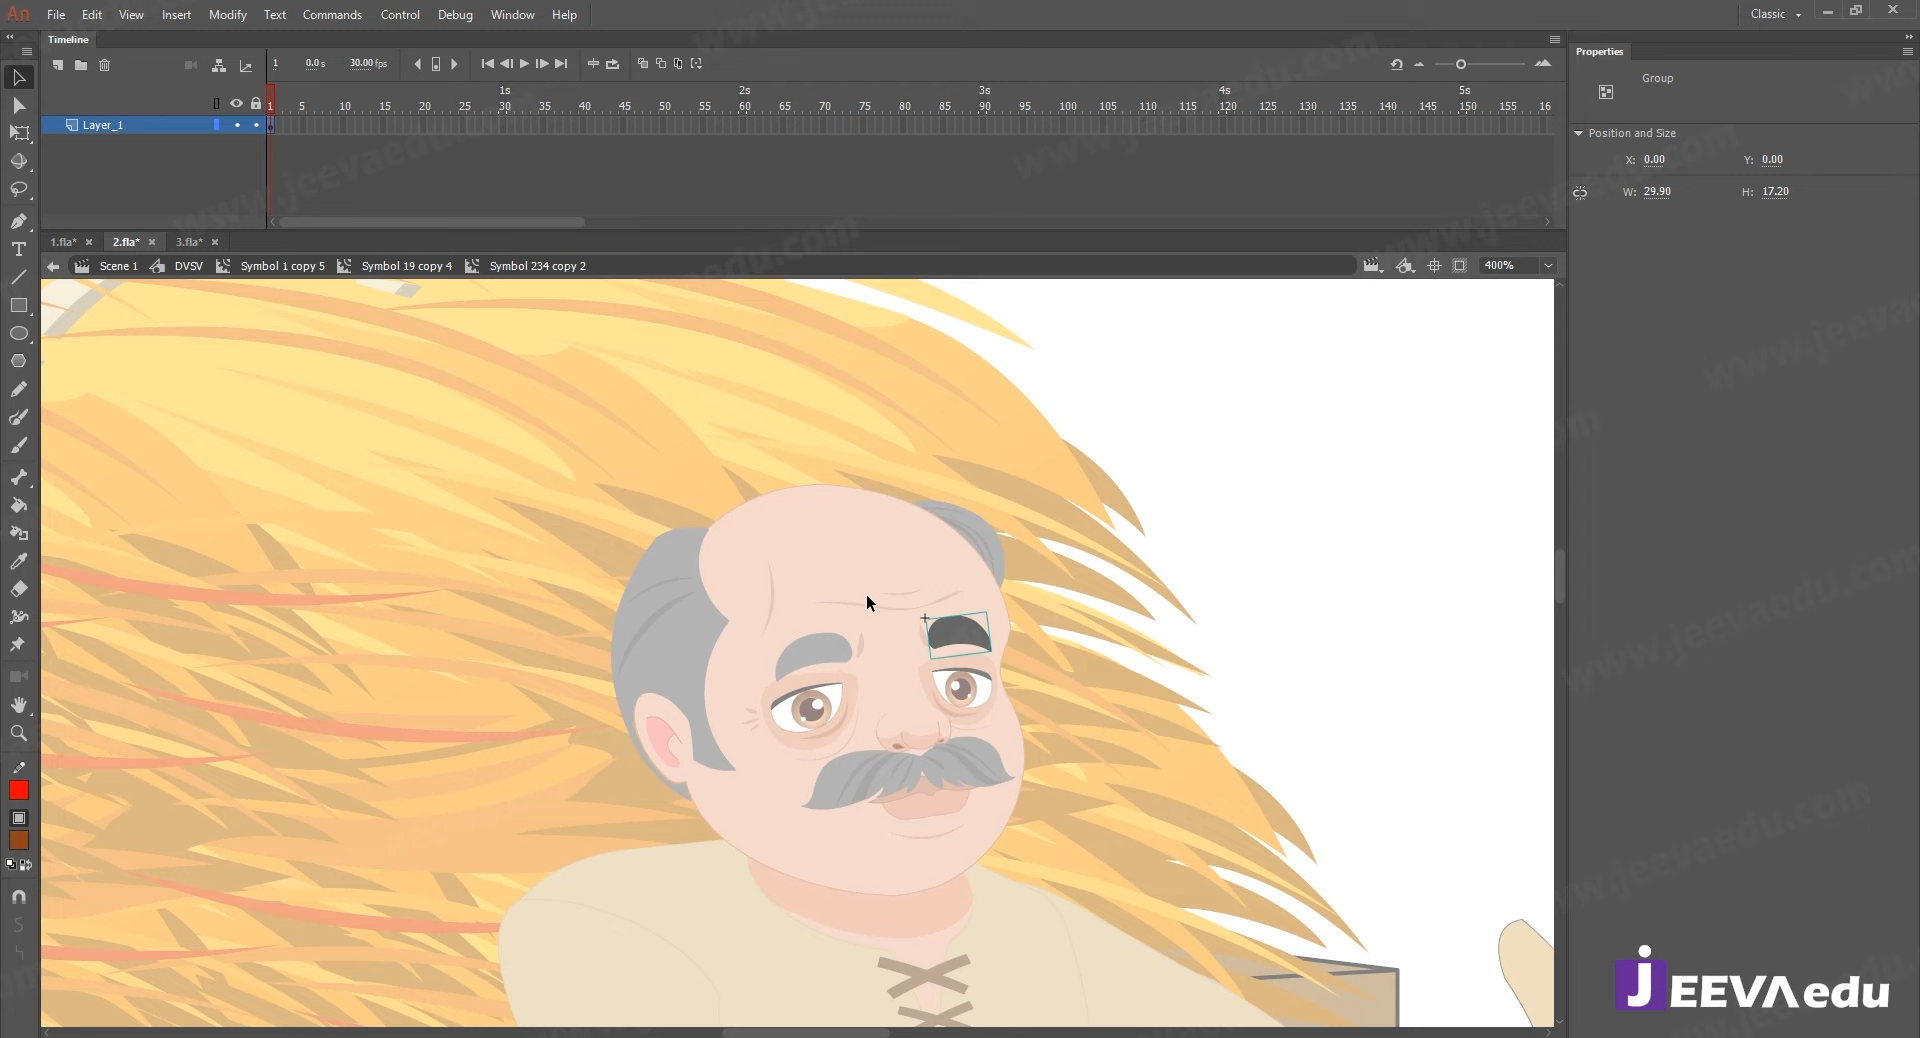 An File Edit View Insert Modify Text Commands Control Debug Window Help Classic
Timeline Properties
1 0.0 s 30.00 fps Group
1s 2s 3s 4s 5s
1 5 10 15 20 25 30 35 40 45 50 55 60 65 70 75 80 85 90 95 100 105 110 115 120 125 130 135 140 145 150 155 16
Layer_1
Position and Size
X: 0.00 Y: 0.00
W: 29.90 H: 17.20
1.fla* 2.fla* 3.fla*
Scene 1 DVSV Symbol 1 copy 5 Symbol 19 copy 4 Symbol 234 copy 2 400%
www.jeevaedu.com
JEEVA edu